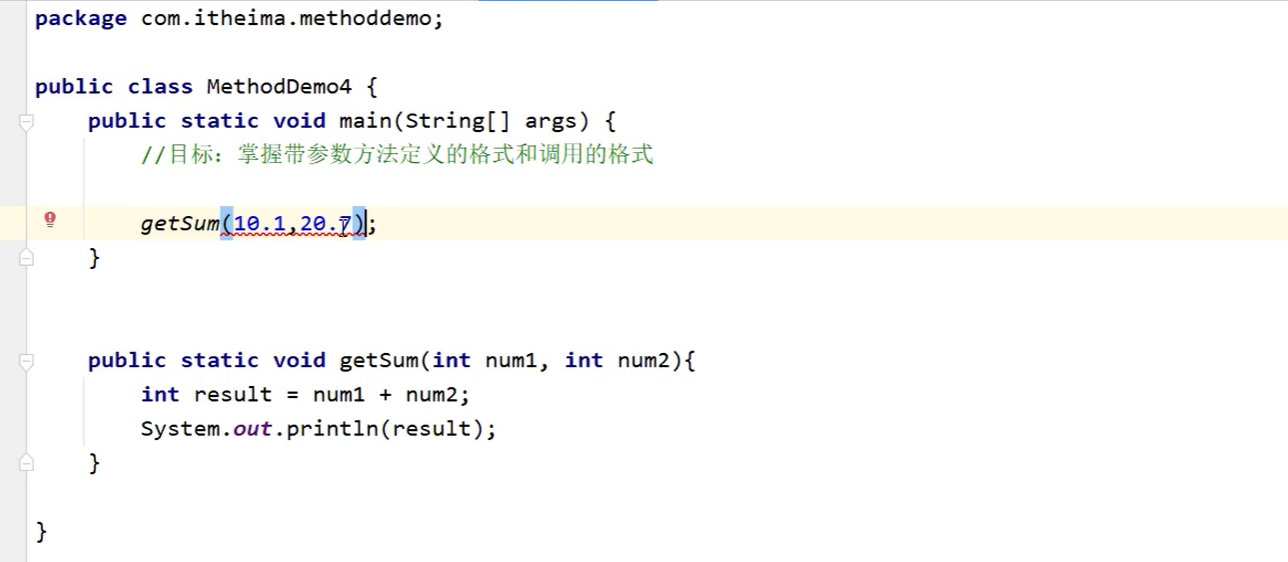 package com.itheima.methoddemo;
public class MethodDemo4 {
public static void main(String[] args) {
//目标：掌握带参数方法定义的格式和调用的格式
getSum(10.1,20.7);
}
public static void getSum(int num1, int num2){
int result = num1 + num2;
System.out.println(result);
}
}